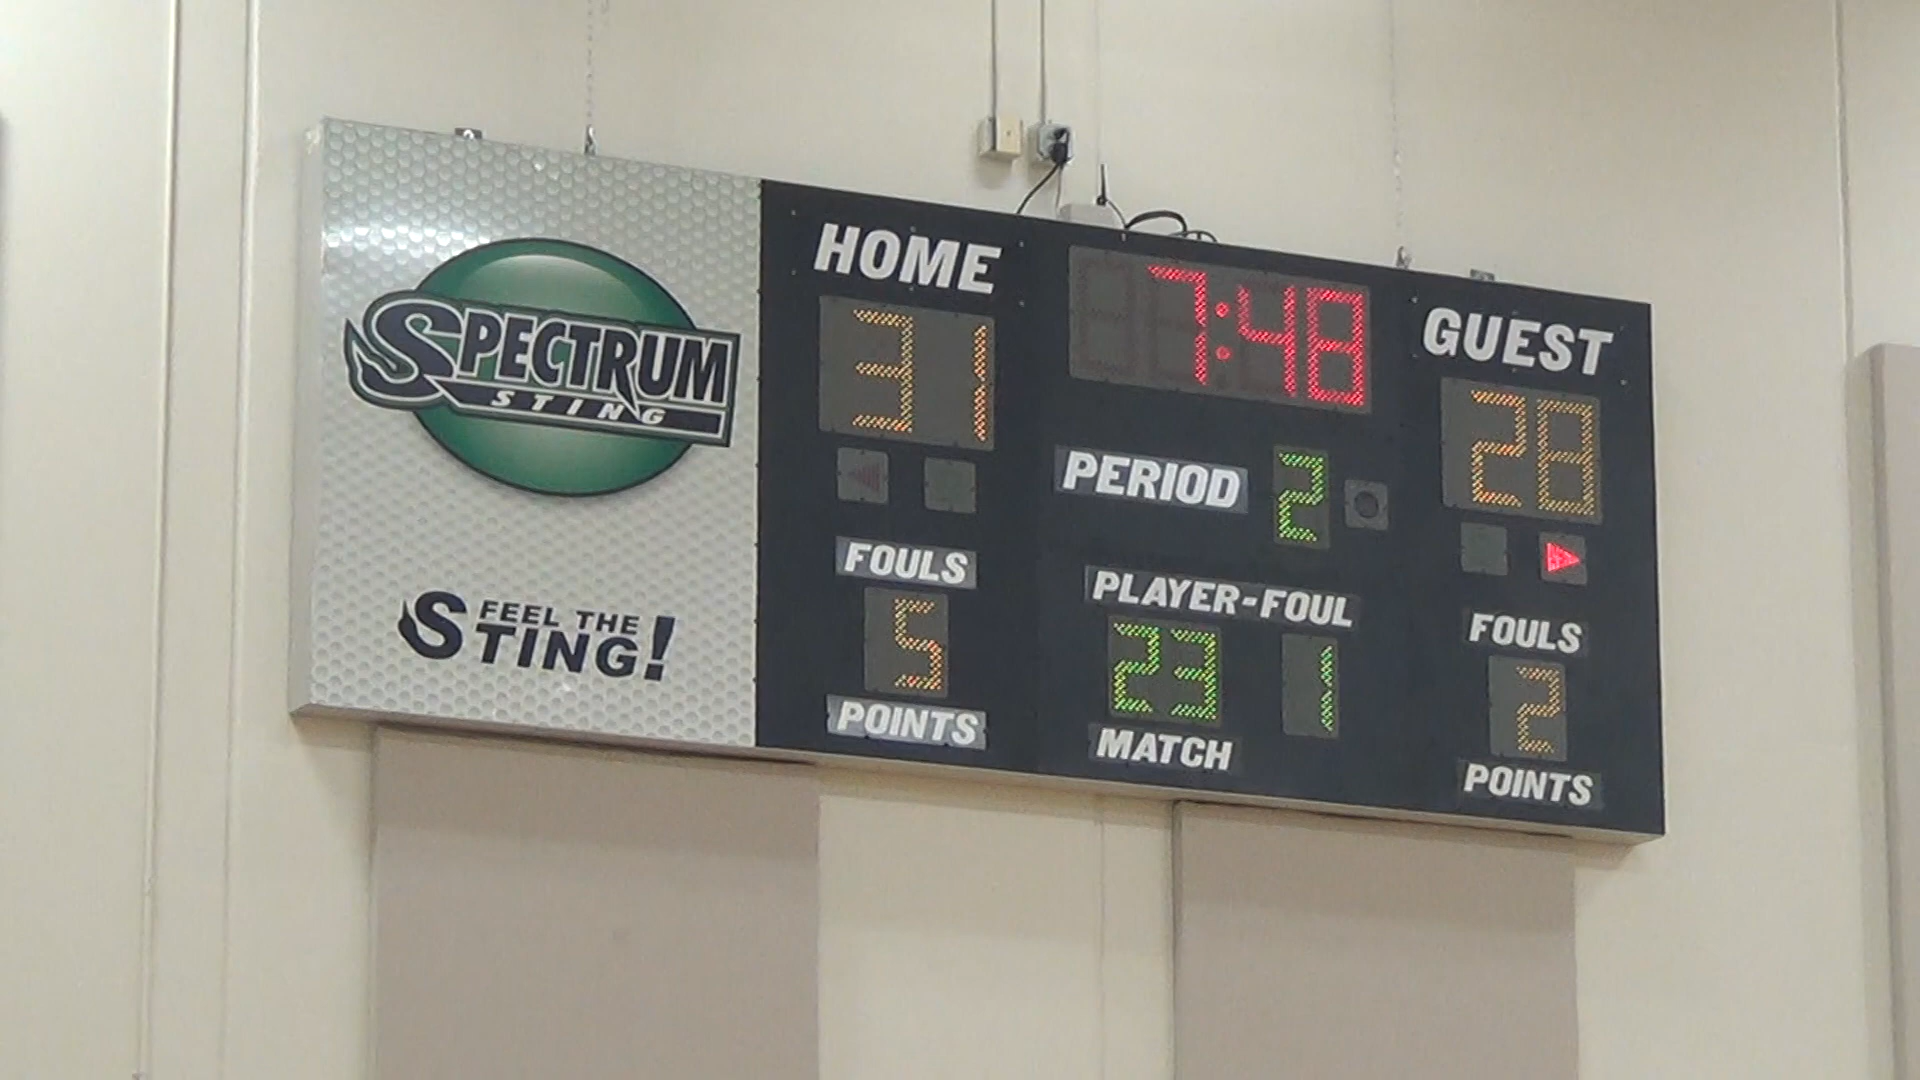 SPECTRUM
STING
FEEL THE
STING!
HOME
31
7:48
GUEST
28
PERIOD 2
FOULS
5
POINTS
PLAYER-FOUL
23 1
MATCH
FOULS
2
POINTS